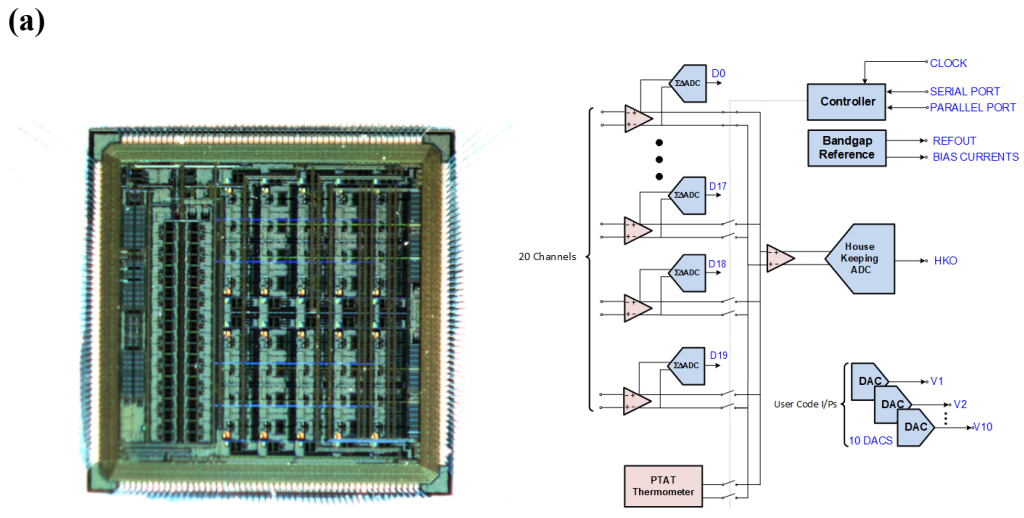 (a)
CLOCK
SERIAL PORT
PARALLEL PORT
Controller
Bandgap
Reference
REFOUT
BIAS CURRENTS
ΣΔADC
D0
ΣΔADC
D17
20 Channels
ΣΔADC
D18
House
Keeping
ADC
HKO
ΣΔADC
D19
User Code I/Ps
DAC
V1
DAC
V2
DAC
V10
10 DACS
PTAT
Thermometer